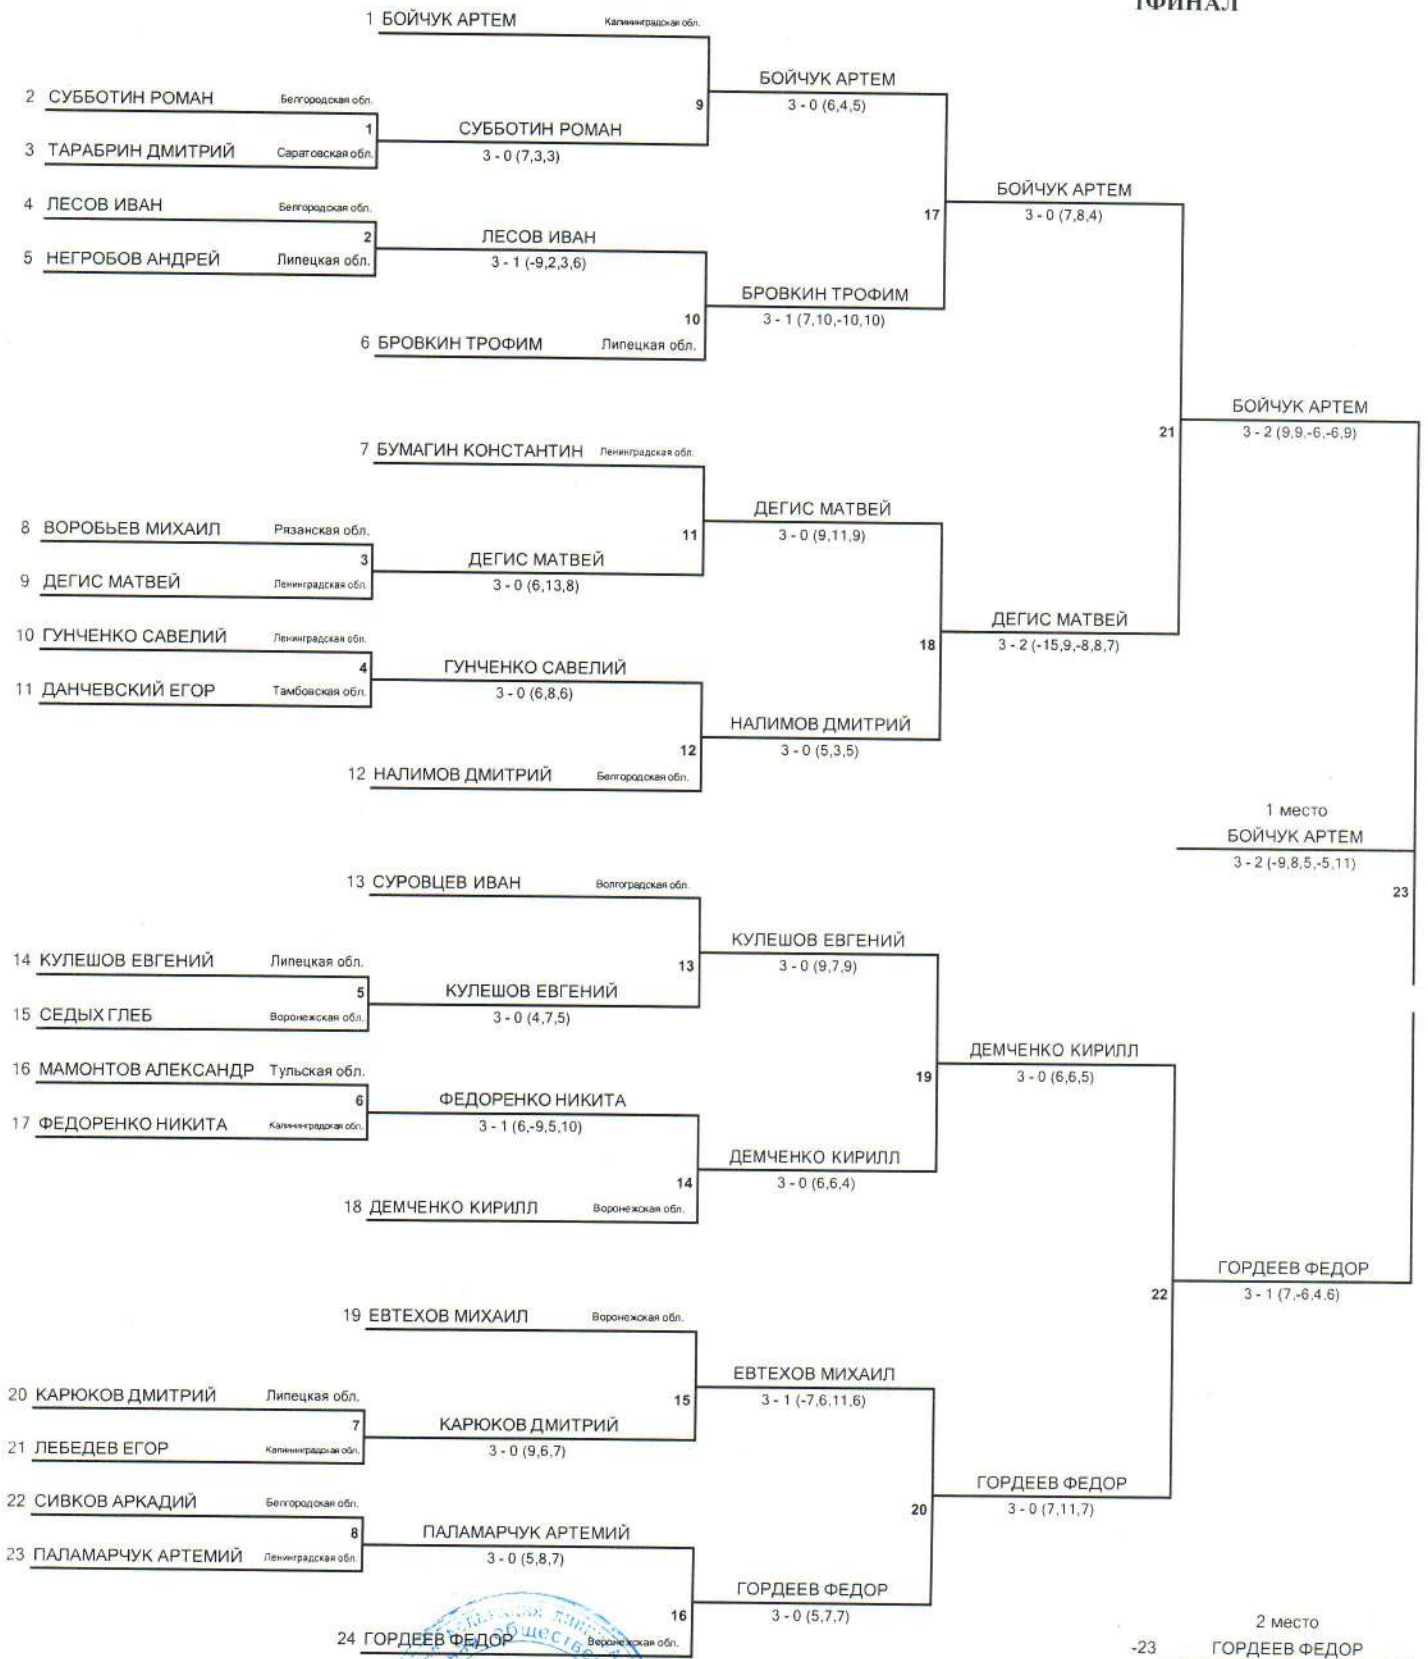 1ФИНАЛ
1 БОЙЧУК АРТЕМ Калининградская обл.
БОЙЧУК АРТЕМ
9 3 - 0 (6,4,5)
2 СУББОТИН РОМАН Белгородская обл.
1 СУББОТИН РОМАН
3 ТАРАБРИН ДМИТРИЙ Саратовская обл. 3 - 0 (7,3,3)
БОЙЧУК АРТЕМ
17 3 - 0 (7,8,4)
4 ЛЕСОВ ИВАН Белгородская обл.
2 ЛЕСОВ ИВАН
5 НЕГРОБОВ АНДРЕЙ Липецкая обл. 3 - 1 (-9,2,3,6)
БРОВКИН ТРОФИМ
10 3 - 1 (7,10,-10,10)
6 БРОВКИН ТРОФИМ Липецкая обл.
БОЙЧУК АРТЕМ
21 3 - 2 (9,9,-6,-6,9)
7 БУМАГИН КОНСТАНТИН Ленинградская обл.
ДЕГИС МАТВЕЙ
11 3 - 0 (9,11,9)
8 ВОРОБЬЕВ МИХАИЛ Рязанская обл.
3 ДЕГИС МАТВЕЙ
9 ДЕГИС МАТВЕЙ Ленинградская обл. 3 - 0 (6,13,8)
ДЕГИС МАТВЕЙ
18 3 - 2 (-15,9,-8,8,7)
10 ГУНЧЕНКО САВЕЛИЙ Ленинградская обл.
4 ГУНЧЕНКО САВЕЛИЙ
11 ДАНЧЕВСКИЙ ЕГОР Тамбовская обл. 3 - 0 (6,8,6)
НАЛИМОВ ДМИТРИЙ
12 3 - 0 (5,3,5)
12 НАЛИМОВ ДМИТРИЙ Белгородская обл.
1 место
БОЙЧУК АРТЕМ
3 - 2 (-9,8,5,-5,11)
23
13 СУРОВЦЕВ ИВАН Волгоградская обл.
КУЛЕШОВ ЕВГЕНИЙ
13 3 - 0 (9,7,9)
14 КУЛЕШОВ ЕВГЕНИЙ Липецкая обл.
5 КУЛЕШОВ ЕВГЕНИЙ
15 СЕДЫХ ГЛЕБ Воронежская обл. 3 - 0 (4,7,5)
ДЕМЧЕНКО КИРИЛЛ
19 3 - 0 (6,6,5)
16 МАМОНТОВ АЛЕКСАНДР Тульская обл.
6 ФЕДОРЕНКО НИКИТА
17 ФЕДОРЕНКО НИКИТА Калининградская обл. 3 - 1 (6,-9,5,10)
ДЕМЧЕНКО КИРИЛЛ
14 3 - 0 (6,6,4)
18 ДЕМЧЕНКО КИРИЛЛ Воронежская обл.
ГОРДЕЕВ ФЕДОР
22 3 - 1 (7,-6,4,6)
19 ЕВТЕХОВ МИХАИЛ Воронежская обл.
ЕВТЕХОВ МИХАИЛ
15 3 - 1 (-7,6,11,6)
20 КАРЮКОВ ДМИТРИЙ Липецкая обл.
7 КАРЮКОВ ДМИТРИЙ
21 ЛЕБЕДЕВ ЕГОР Калининградская обл. 3 - 0 (9,6,7)
ГОРДЕЕВ ФЕДОР
20 3 - 0 (7,11,7)
22 СИВКОВ АРКАДИЙ Белгородская обл.
8 ПАЛАМАРЧУК АРТЕМИЙ
23 ПАЛАМАРЧУК АРТЕМИЙ Ленинградская обл. 3 - 0 (5,8,7)
ГОРДЕЕВ ФЕДОР
16 3 - 0 (5,7,7)
24 ГОРДЕЕВ ФЕДОР Воронежская обл.
2 место
-23 ГОРДЕЕВ ФЕДОР